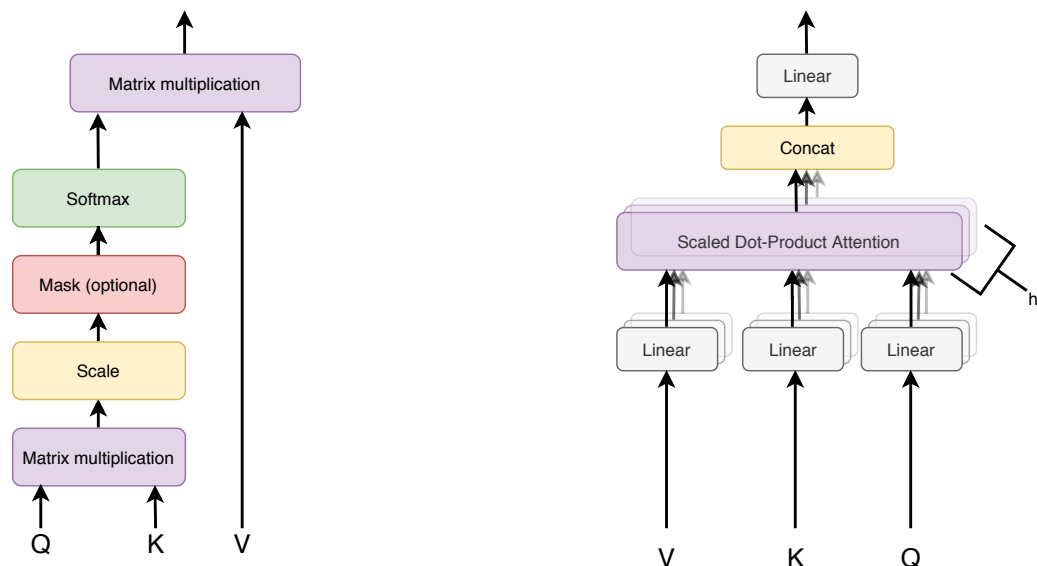 Matrix multiplication
Softmax
Mask (optional)
Scale
Matrix multiplication
Q K V
Linear
Concat
Scaled Dot-Product Attention
h
Linear Linear Linear
V K Q